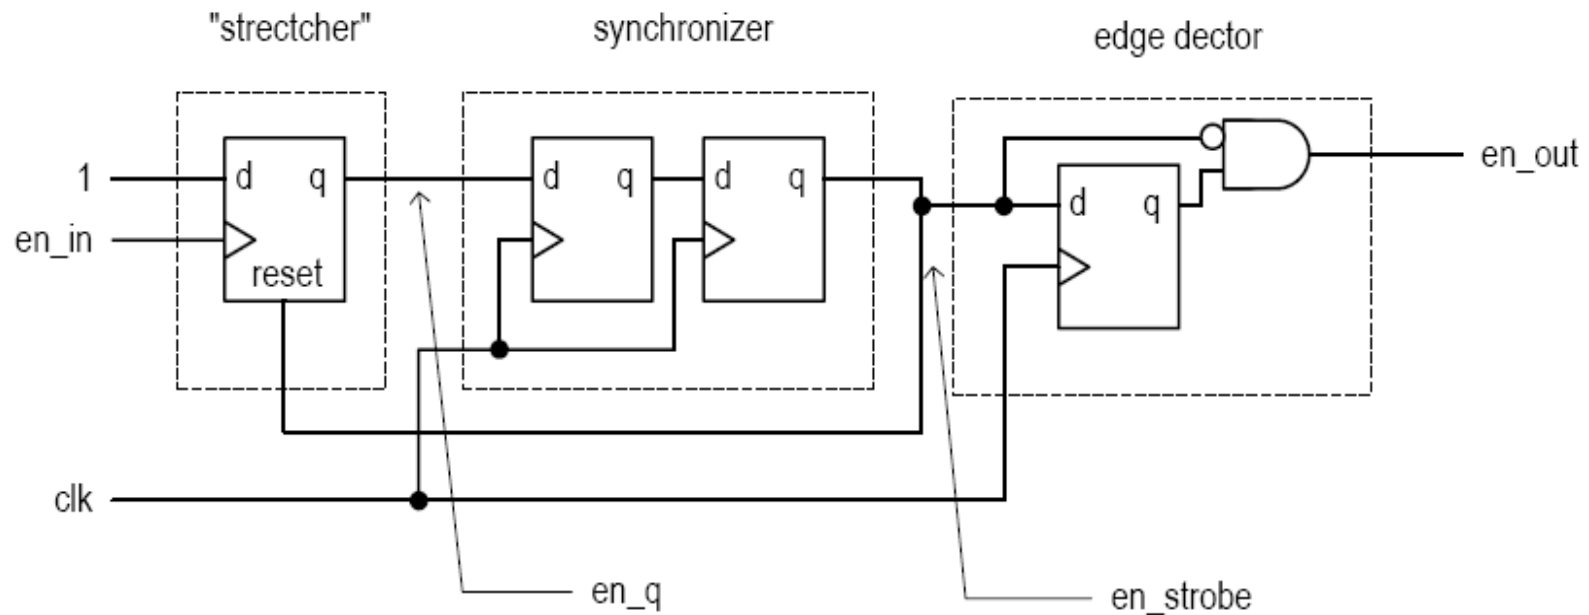 "strectcher"
synchronizer
edge dector
1
d
q
en_in
reset
d
q
d
q
d
q
en_out
clk
en_q
en_strobe